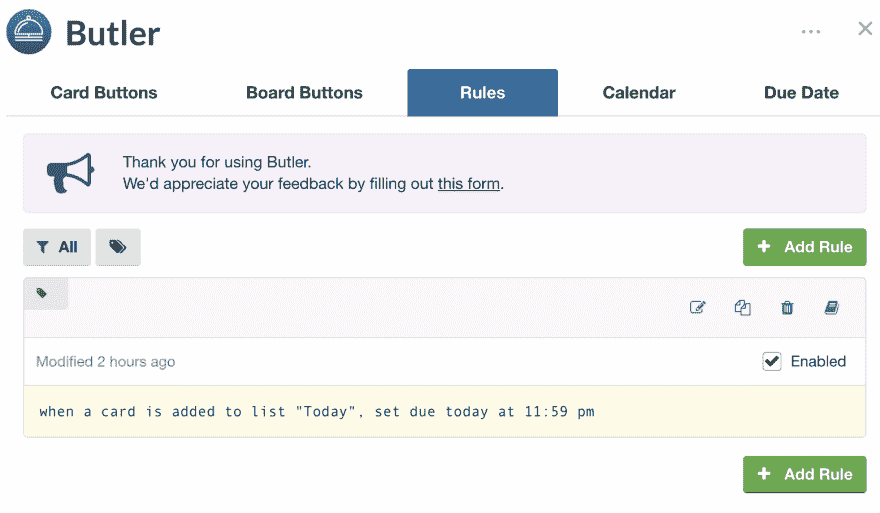 Butler
Card Buttons
Board Buttons
Rules
Calendar
Due Date
Thank you for using Butler.
We'd appreciate your feedback by filling out this form.
All
Add Rule
Modified 2 hours ago
Enabled
when a card is added to list "Today", set due today at 11:59 pm
Add Rule